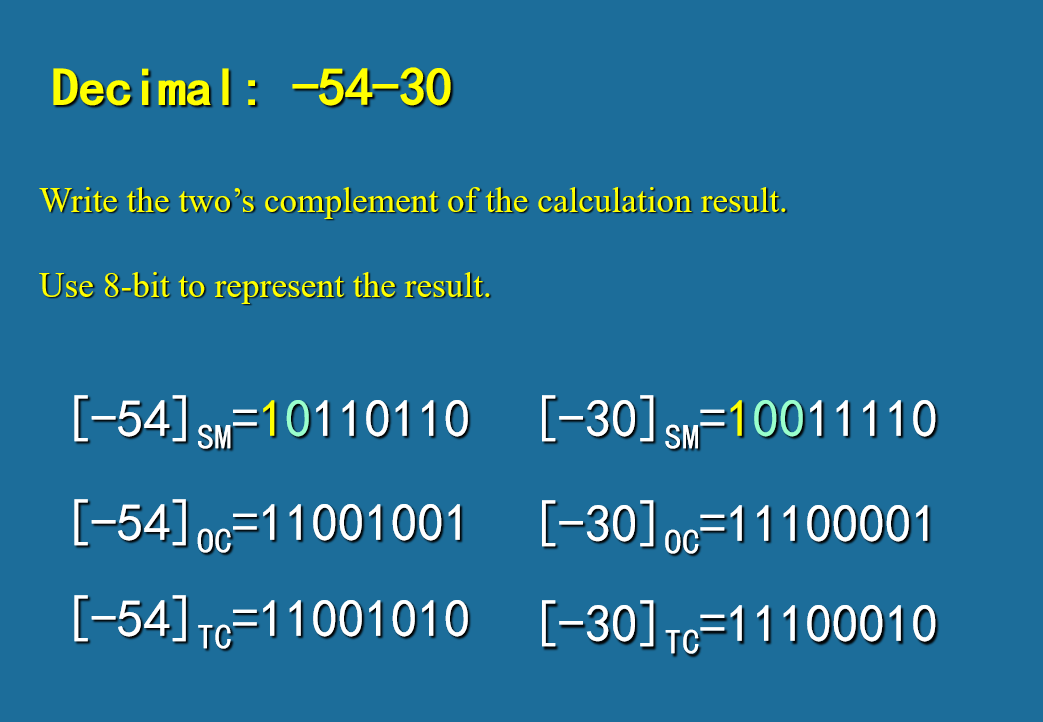 Decimal: -54-30
Write the two’s complement of the calculation result.
Use 8-bit to represent the result.
[-54]SM=10110110 [-30]SM=10011110
[-54]OC=11001001 [-30]OC=11100001
[-54]TC=11001010 [-30]TC=11100010